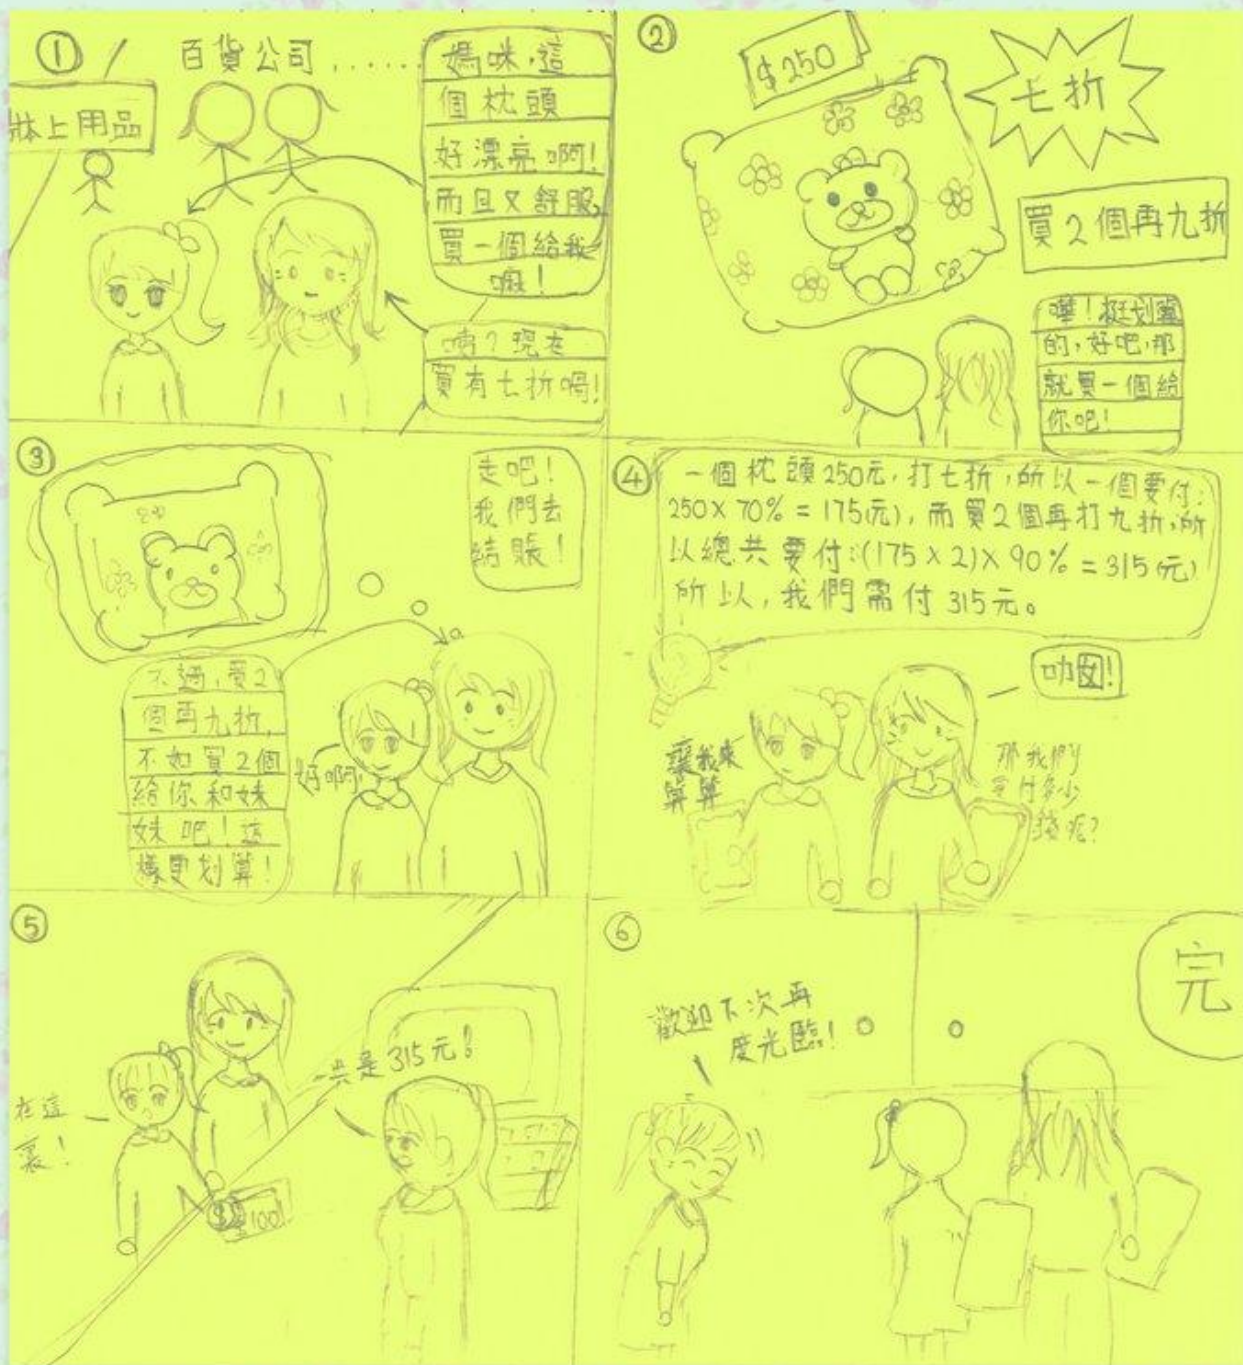 ①
百貨公司......
牀上用品
媽咪,這
個枕頭
好漂亮啊!
而且又舒服,
買一個給我
嘛!
唷?現在
買有七折喎!
②
$250
七折
買2個再九折
嘩!挺划算
的,好吧,那
就買一個給
你吧!
③
走吧!
我們去
結賬!
不過,買2
個再九折,
不如買2個
給你和妹
妹吧!這
樣更划算!
好啊!
④
一個枕頭250元,打七折,所以一個要付:
250×70%=175(元),而買2個再打九折,所
以總共要付:(175×2)×90%=315(元)
所以,我們需付315元。
叻囡!
讓我來
算算
那我們
要付多少
錢呢?
⑤
一共是315元!
在這
裏!
$100
⑥
歡迎下次再
度光臨!
完